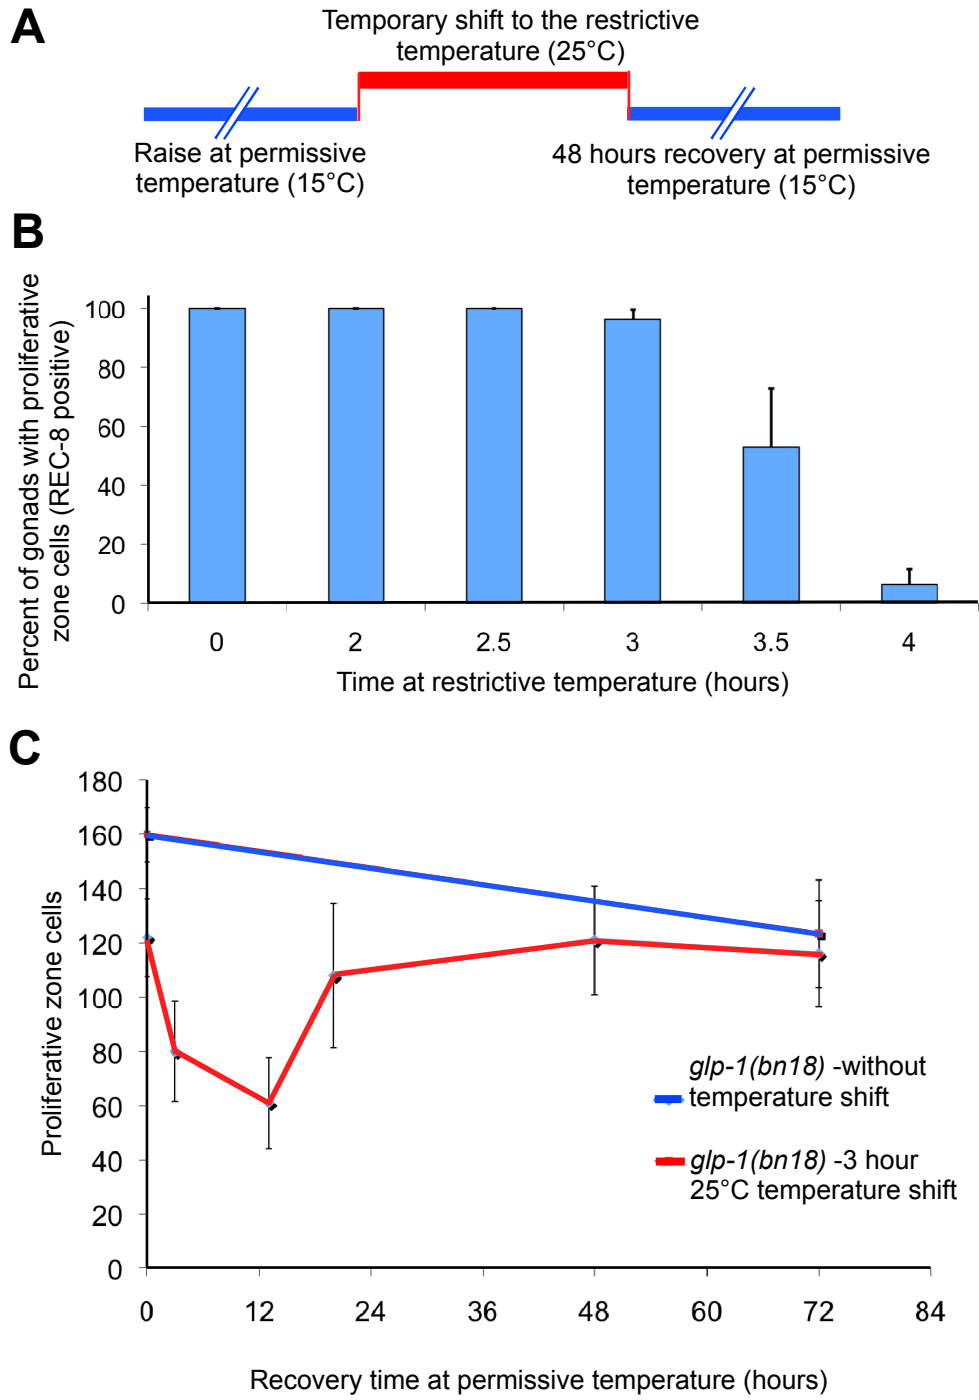 A
Temporary shift to the restrictive
temperature (25°C)
Raise at permissive
temperature (15°C)
48 hours recovery at permissive
temperature (15°C)
B
Percent of gonads with proliferative
zone cells (REC-8 positive)
100
80
60
40
20
0
0 2 2.5 3 3.5 4
Time at restrictive temperature (hours)
C
Proliferative zone cells
180
160
140
120
100
80
60
40
20
0
glp-1(bn18) -without
temperature shift
glp-1(bn18) -3 hour
25°C temperature shift
0 12 24 36 48 60 72 84
Recovery time at permissive temperature (hours)